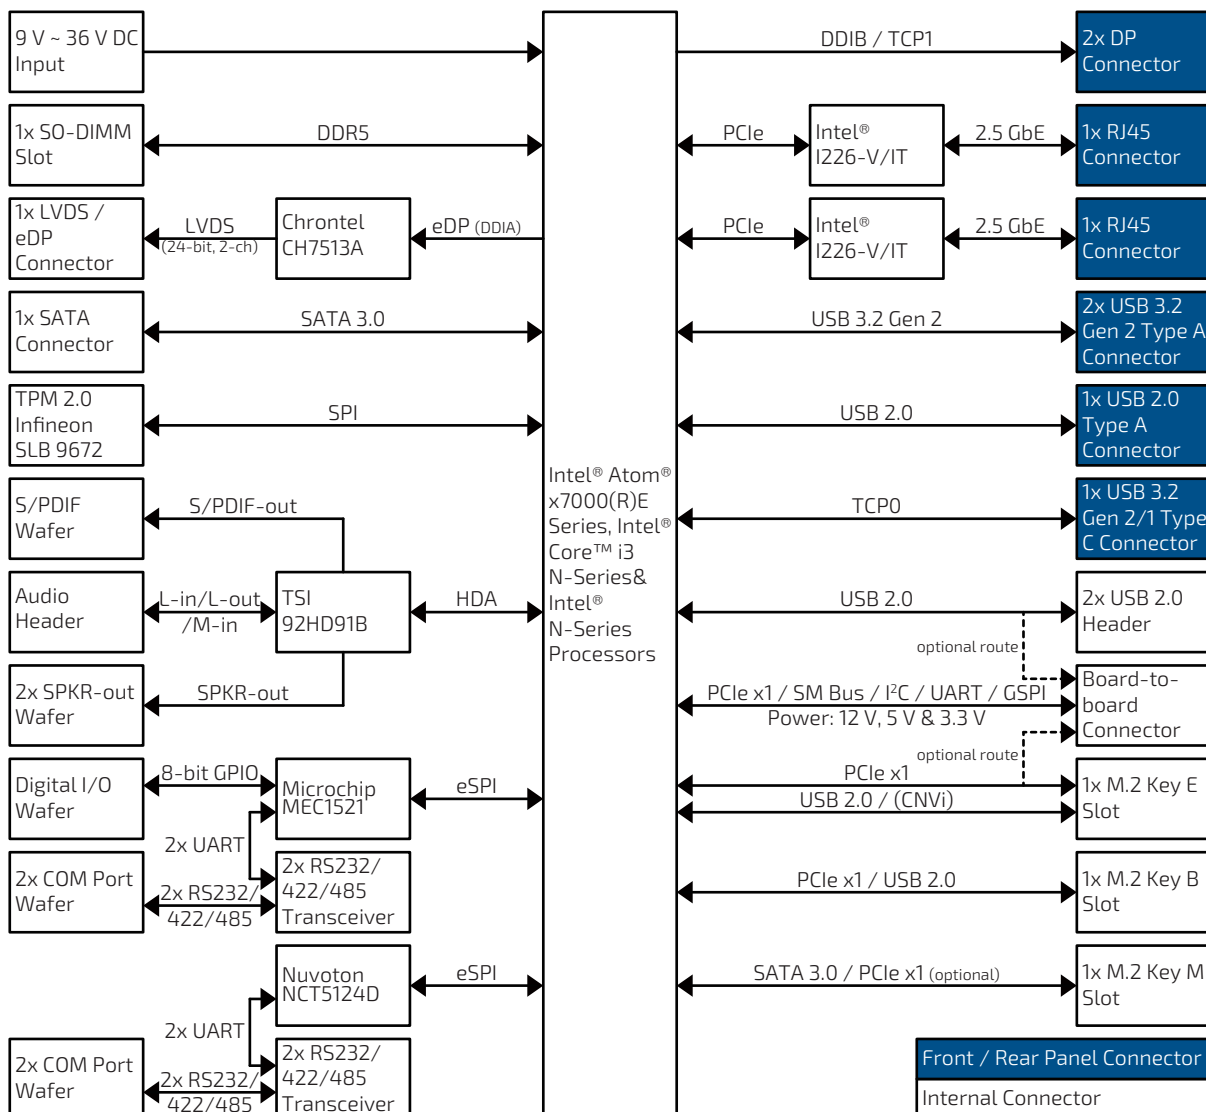 9 V ~ 36 V DC
Input
DDIB / TCP1
2x DP
Connector
1x SO-DIMM
Slot
DDR5
PCIe
Intel®
I226-V/IT
2.5 GbE
1x RJ45
Connector
1x LVDS /
eDP
Connector
LVDS
(24-bit, 2-ch)
Chrontel
CH7513A
eDP (DDIA)
PCIe
Intel®
I226-V/IT
2.5 GbE
1x RJ45
Connector
1x SATA
Connector
SATA 3.0
USB 3.2 Gen 2
2x USB 3.2
Gen 2 Type A
Connector
TPM 2.0
Infineon
SLB 9672
SPI
USB 2.0
1x USB 2.0
Type A
Connector
Intel® Atom®
x7000(R)E
Series, Intel®
Core™ i3
N-Series&
Intel®
N-Series
Processors
S/PDIF
Wafer
S/PDIF-out
TCP0
1x USB 3.2
Gen 2/1 Type
C Connector
Audio
Header
L-in/L-out
/M-in
TSI
92HD91B
HDA
USB 2.0
2x USB 2.0
Header
optional route
2x SPKR-out
Wafer
SPKR-out
PCIe x1 / SM Bus / I²C / UART / GSPI
Power: 12 V, 5 V & 3.3 V
Board-to-
board
Connector
optional route
Digital I/O
Wafer
8-bit GPIO
Microchip
MEC1521
eSPI
PCIe x1
USB 2.0 / (CNVi)
1x M.2 Key E
Slot
2x UART
2x COM Port
Wafer
2x RS232/
422/485
2x RS232/
422/485
Transceiver
PCIe x1 / USB 2.0
1x M.2 Key B
Slot
Nuvoton
NCT5124D
eSPI
SATA 3.0 / PCIe x1 (optional)
1x M.2 Key M
Slot
2x UART
2x COM Port
Wafer
2x RS232/
422/485
2x RS232/
422/485
Transceiver
Front / Rear Panel Connector
Internal Connector